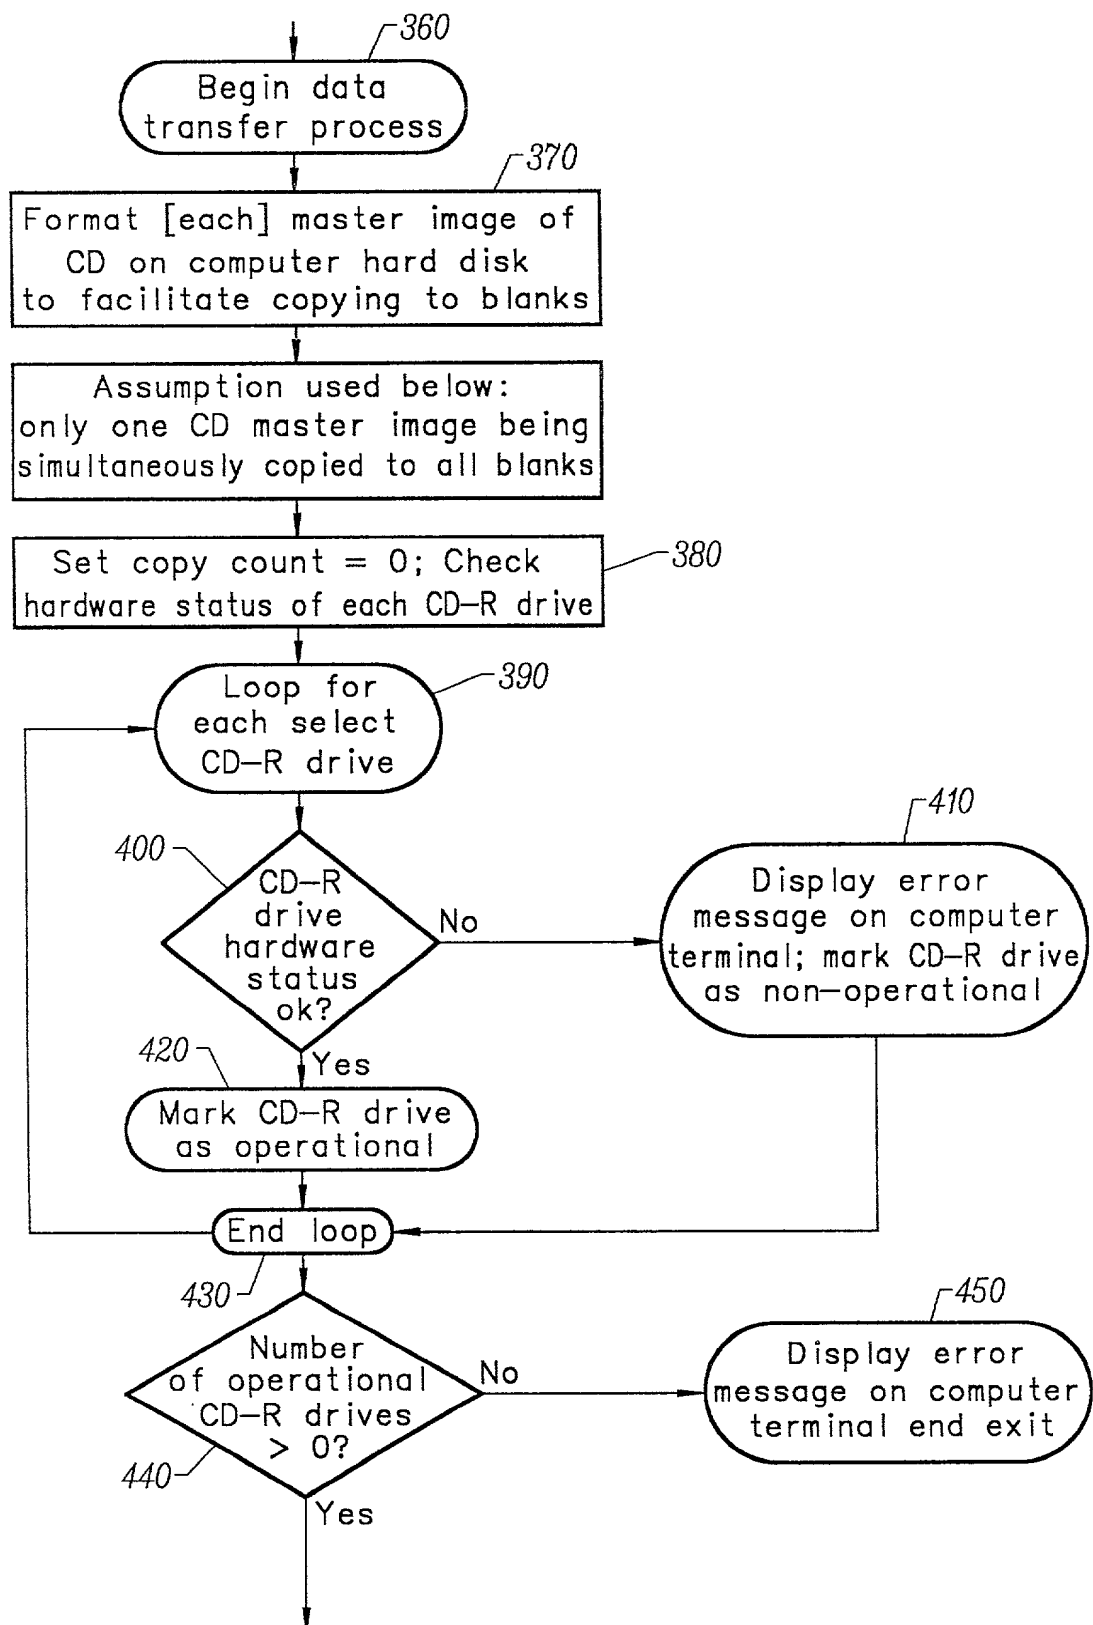 360
Begin data
transfer process
370
Format [each] master image of
CD on computer hard disk
to facilitate copying to blanks
Assumption used below:
only one CD master image being
simultaneously copied to all blanks
Set copy count = 0; Check
hardware status of each CD-R drive
380
Loop for
each select
CD-R drive
390
400
CD-R
drive
hardware
status
ok?
No
410
Display error
message on computer
terminal; mark CD-R drive
as non-operational
Yes
420
Mark CD-R drive
as operational
End loop
430
Number
of operational
CD-R drives
> 0?
440
No
450
Display error
message on computer
terminal end exit
Yes